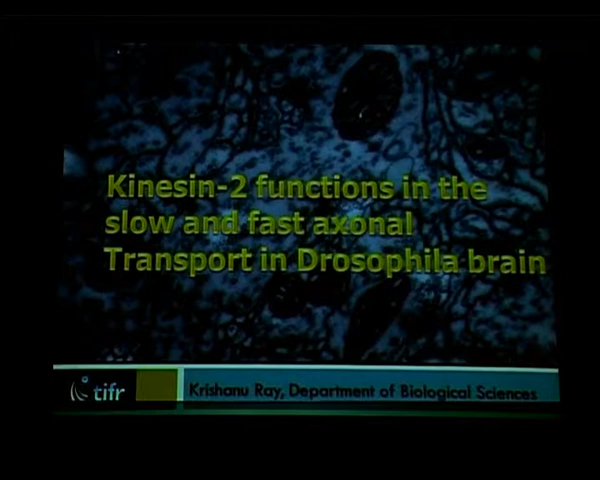 Kinesin-2 functions in the
slow and fast axonal
Transport in Drosophila brain
tifr
Krishanu Ray, Department of Biological Sciences